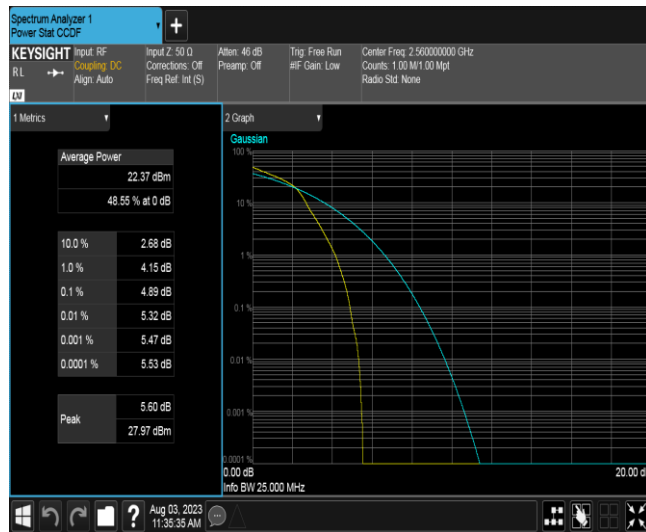 Spectrum Analyzer 1
Power Stat CCDF
KEYSIGHT
RL
LXI
Input: RF
Coupling: DC
Align: Auto
Input Z: 50 Ω
Corrections: Off
Freq Ref: Int (S)
Atten: 46 dB
Preamp: Off
Trig: Free Run
#IF Gain: Low
Center Freq: 2.560000000 GHz
Counts: 1.00 M/1.00 Mpt
Radio Std: None
1 Metrics
Average Power
22.37 dBm
48.55 % at 0 dB
10.0 % 2.68 dB
1.0 % 4.15 dB
0.1 % 4.89 dB
0.01 % 5.32 dB
0.001 % 5.47 dB
0.0001 % 5.53 dB
Peak
5.60 dB
27.97 dBm
2 Graph
Gaussian
100 %
10 %
1 %
0.1 %
0.01 %
0.001 %
0.0001 %
0.00 dB 20.00 d
Info BW 25.000 MHz
?
Aug 03, 2023
11:35:35 AM